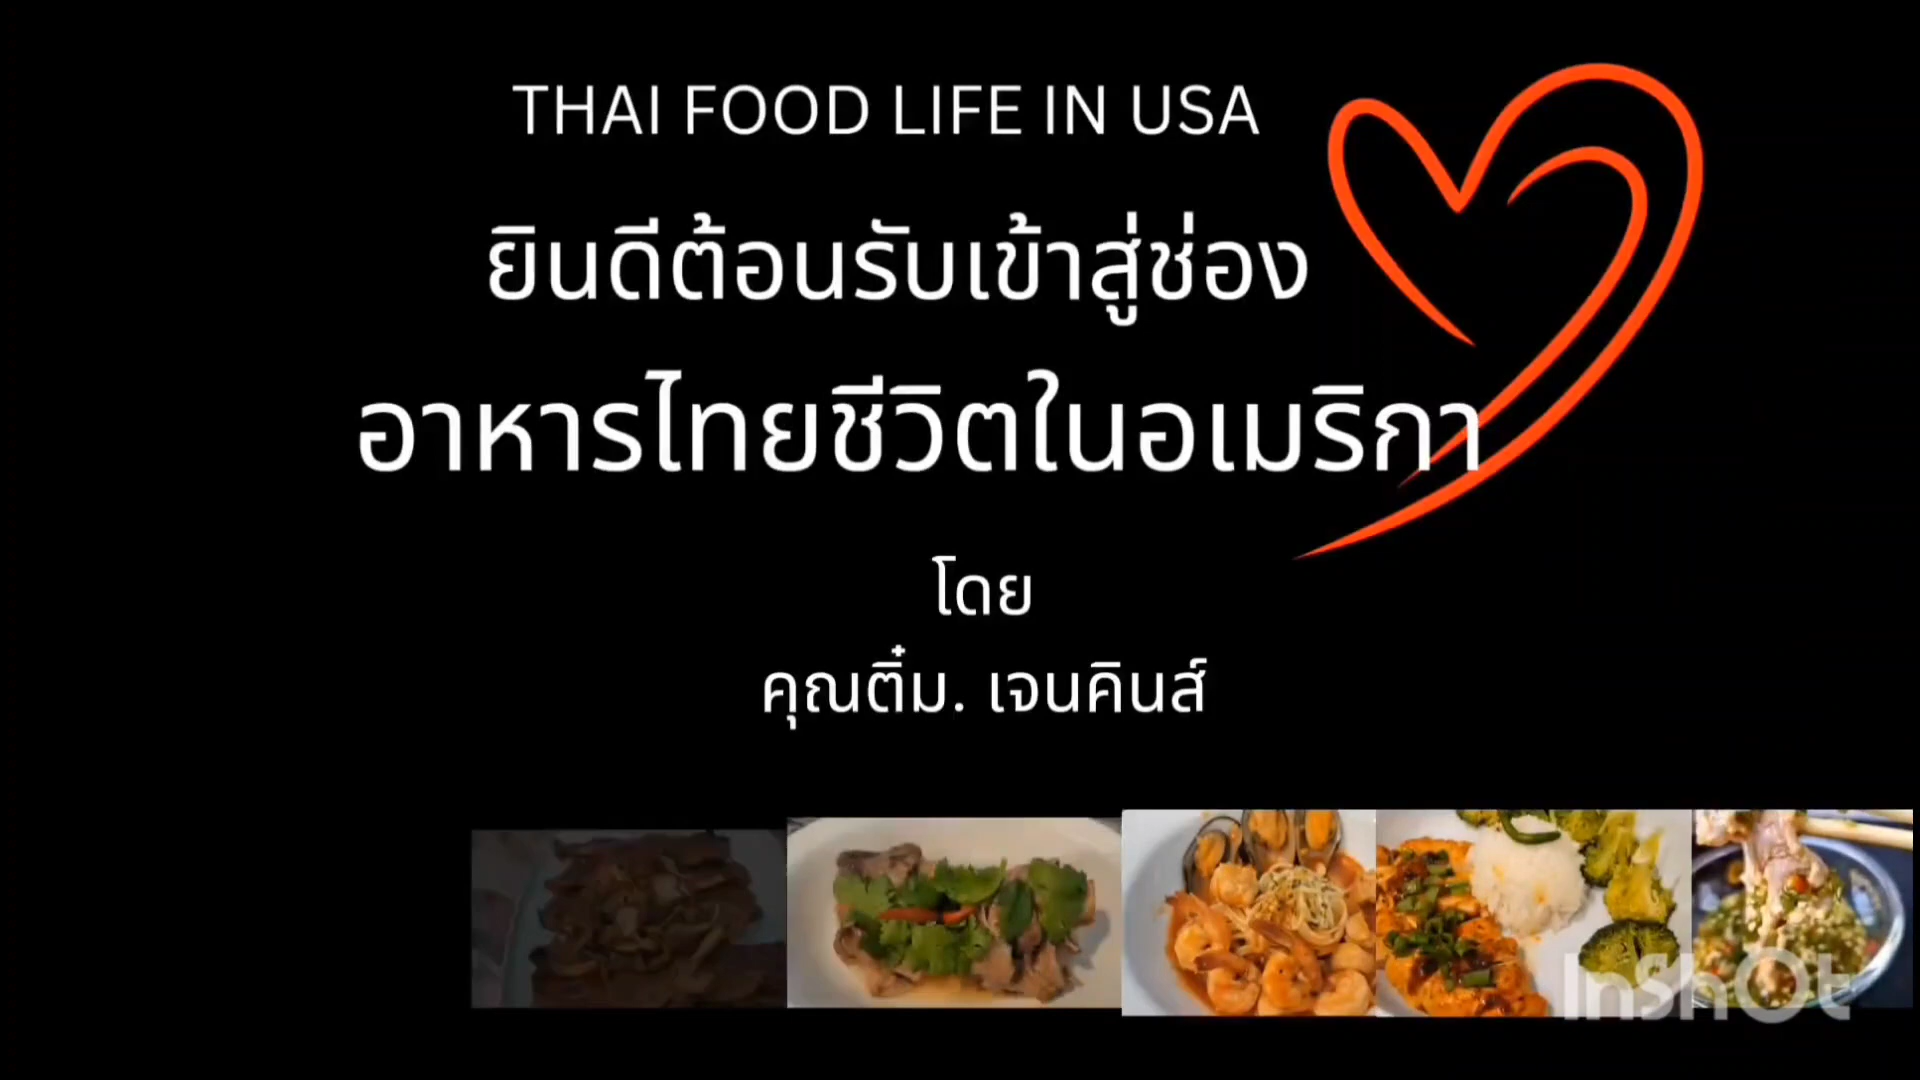 THAI FOOD LIFE IN USA
ยินดีต้อนรับเข้าสู่ช่อง
อาหารไทยชีวิตในอเมริกา
โดย
คุณติ๋ม. เจนคินส์
InShOt